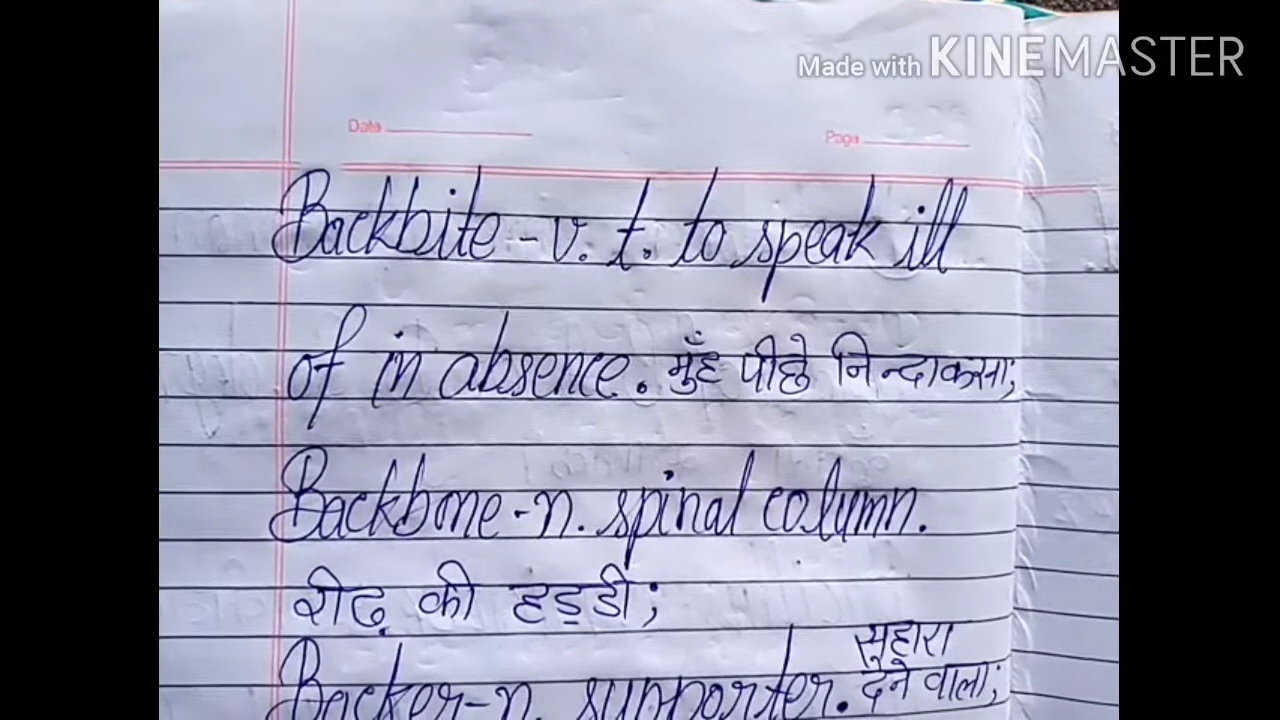 Made with KINEMASTER
Date Page
Backbite - v. t. to speak ill
of in absence. मुँह पीछे निन्दा करना;
Backbone - n. spinal column.
रीढ़ की हड्डी;
सहारा
Backer - n. supporter. देने वाला;